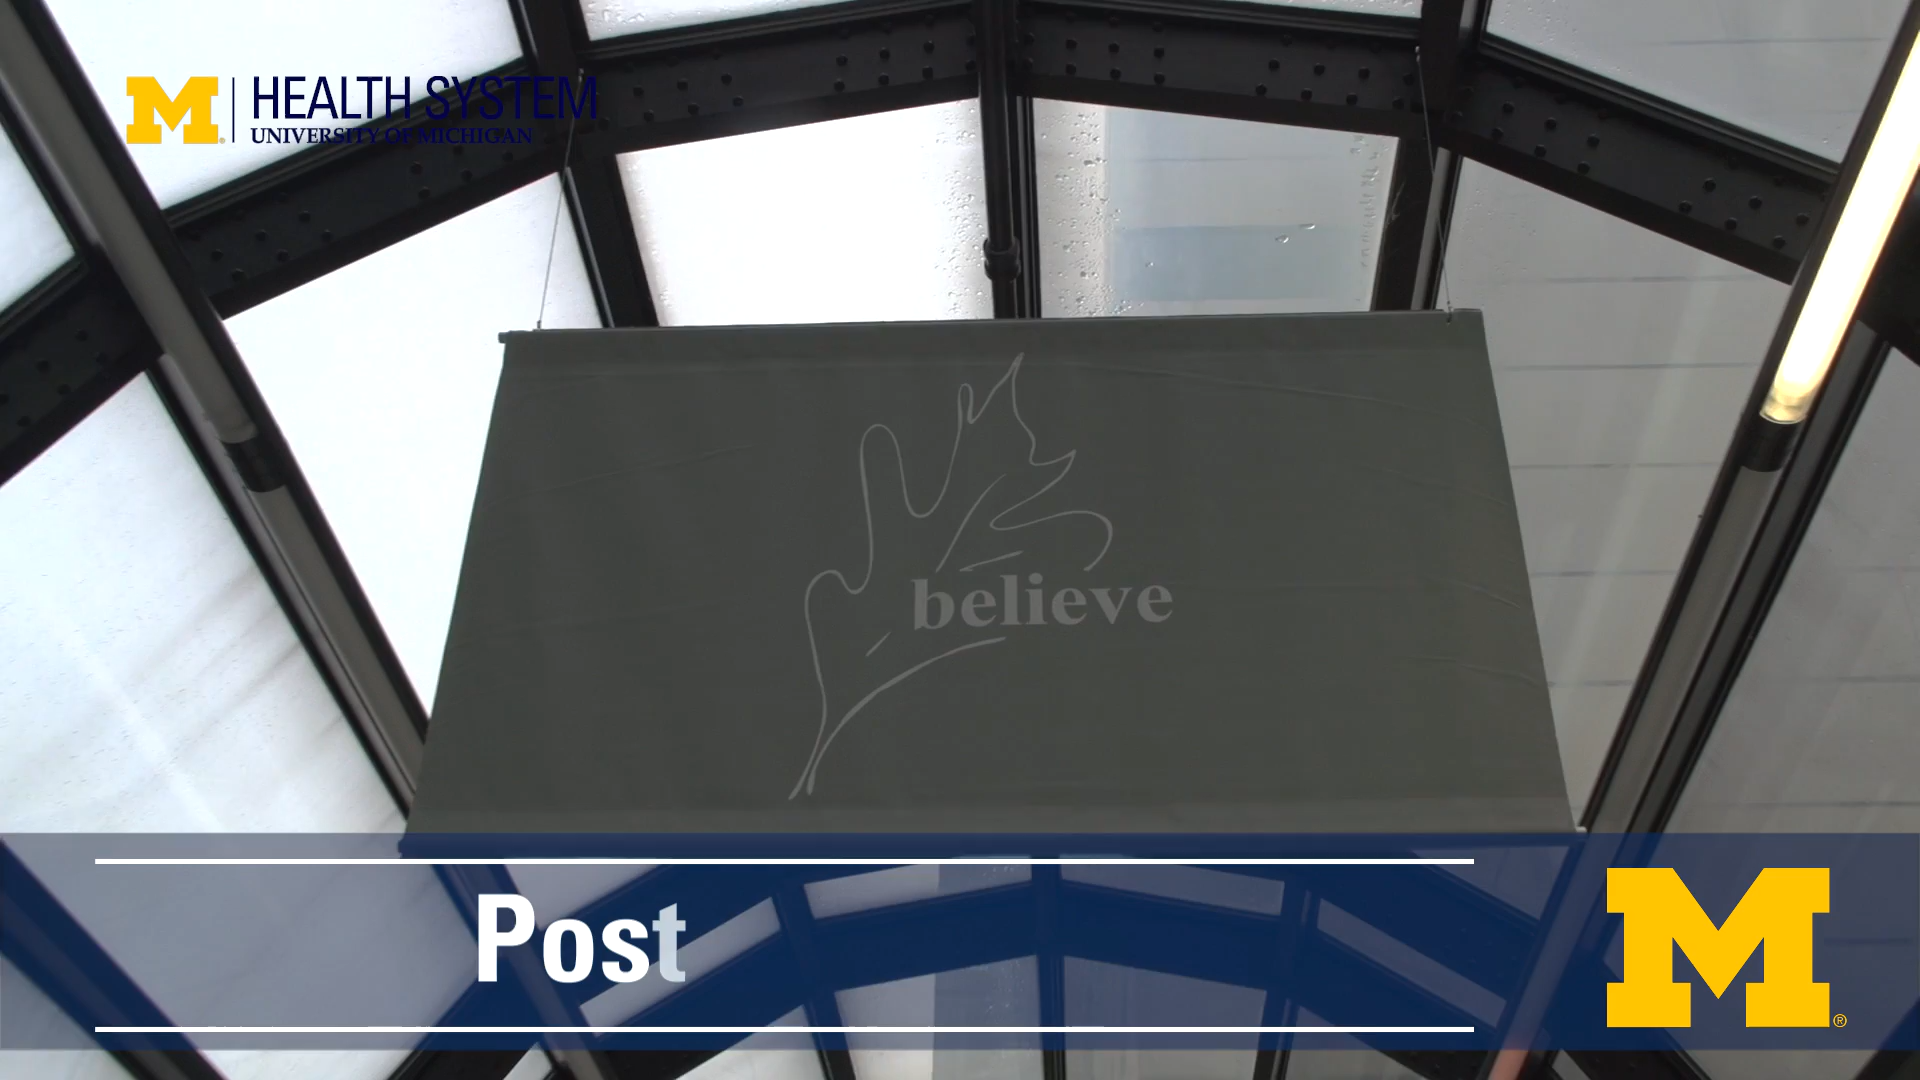 M HEALTH SYSTEM
UNIVERSITY OF MICHIGAN
believe
Post
M